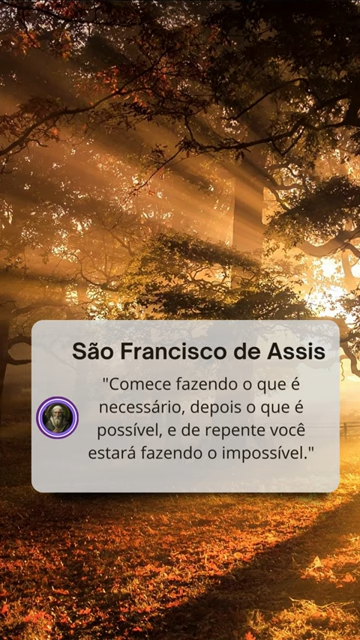 São Francisco de Assis
"Comece fazendo o que é
necessário, depois o que é
possível, e de repente você
estará fazendo o impossível."